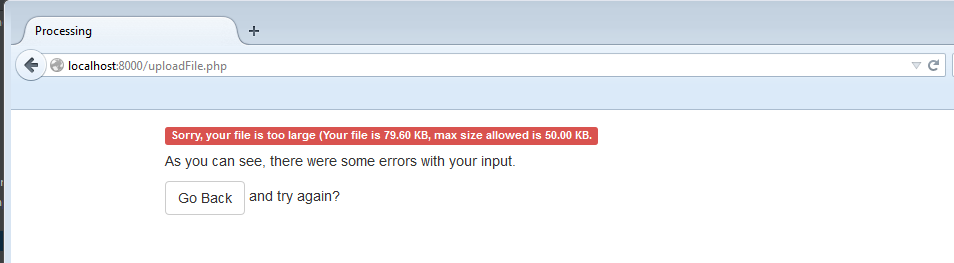 Processing
localhost:8000/uploadFile.php
Sorry, your file is too large (Your file is 79.60 KB, max size allowed is 50.00 KB.
As you can see, there were some errors with your input.
Go Back and try again?